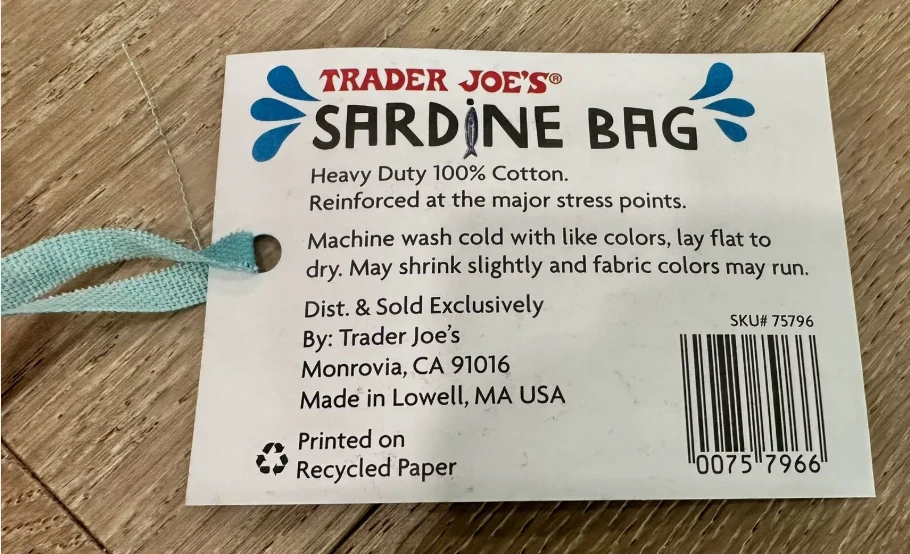 TRADER JOE'S®
SARDINE BAG
Heavy Duty 100% Cotton.
Reinforced at the major stress points.
Machine wash cold with like colors, lay flat to
dry. May shrink slightly and fabric colors may run.
Dist. & Sold Exclusively
By: Trader Joe's
Monrovia, CA 91016
Made in Lowell, MA USA
Printed on
Recycled Paper
SKU# 75796
0075 7966